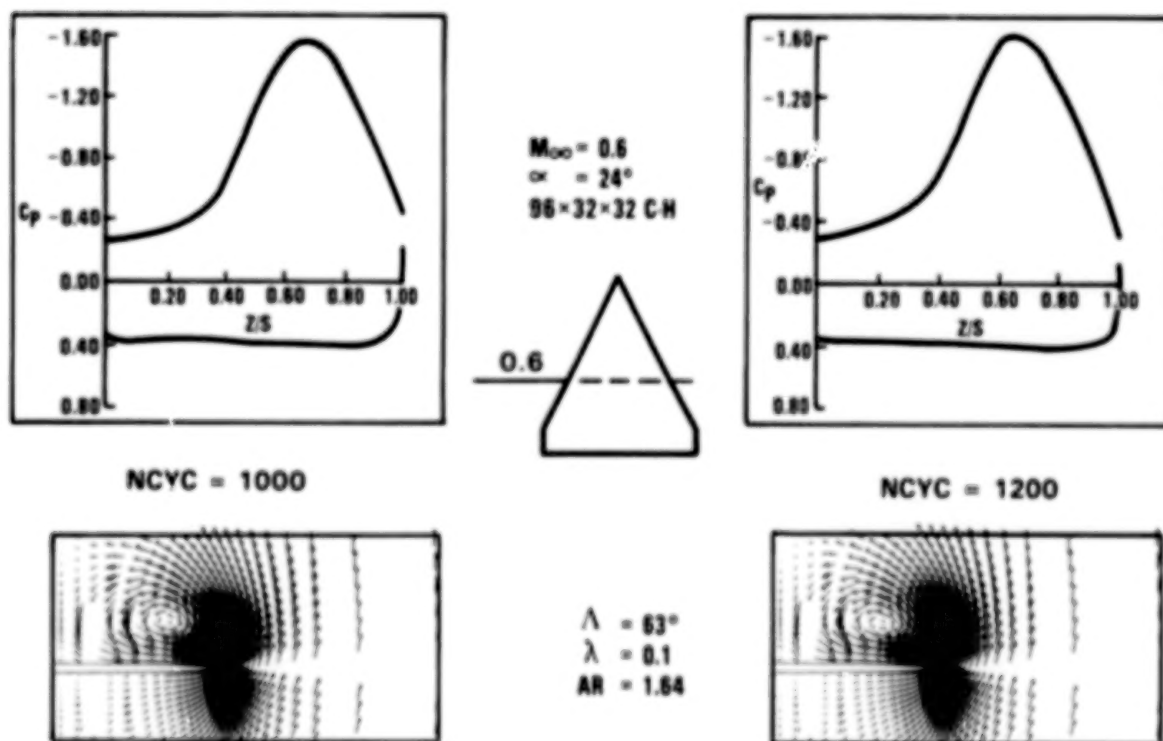 -1.60
-1.20
-0.80
Cp -0.40
0.00
0.20 0.40 0.60 0.80 1.00
Z/S
0.40
0.80
NCYC = 1000
M∞ = 0.6
∝ = 24°
96×32×32 C-H
0.6
Λ = 63°
λ = 0.1
AR = 1.64
-1.60
-1.20
-0.8
-0.40
Cp
0.00
0.20 0.40 0.60 0.80 1.00
Z/S
0.40
0.80
NCYC = 1200